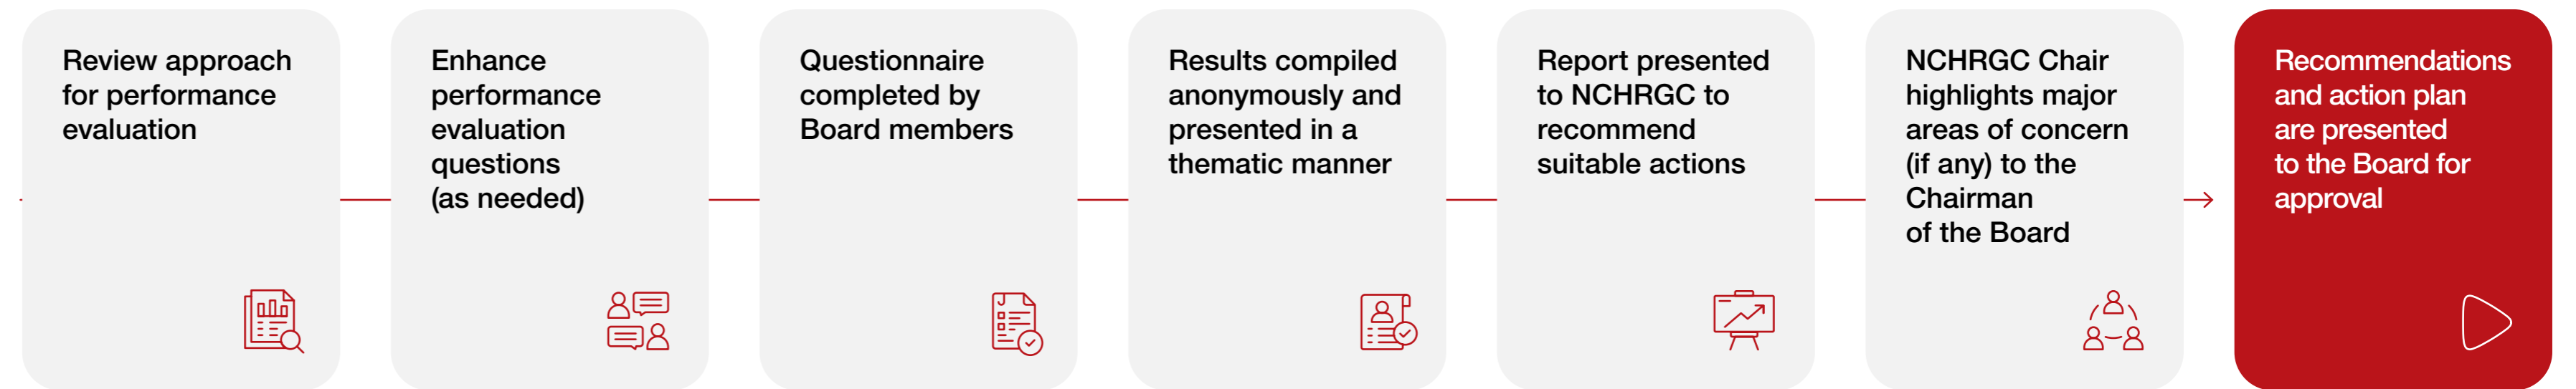 Review approach
for performance
evaluation
Enhance
performance
evaluation
questions
(as needed)
Questionnaire
completed by
Board members
Results compiled
anonymously and
presented in a
thematic manner
Report presented
to NCHRGC to
recommend
suitable actions
NCHRGC Chair
highlights major
areas of concern
(if any) to the
Chairman
of the Board
Recommendations
and action plan
are presented
to the Board for
approval